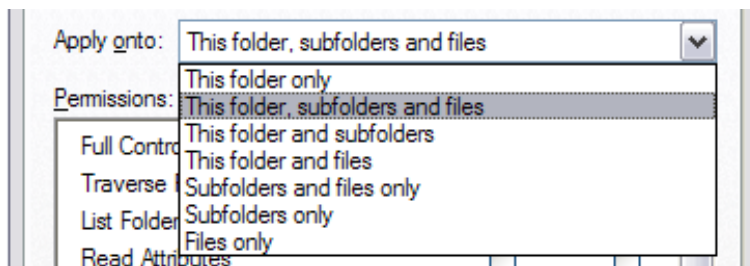 Apply onto: This folder, subfolders and files
This folder only
Permissions: This folder, subfolders and files
This folder and subfolders
Full Contro This folder and files
Traverse Subfolders and files only
List Folder Subfolders only
Files only
Read Attributes